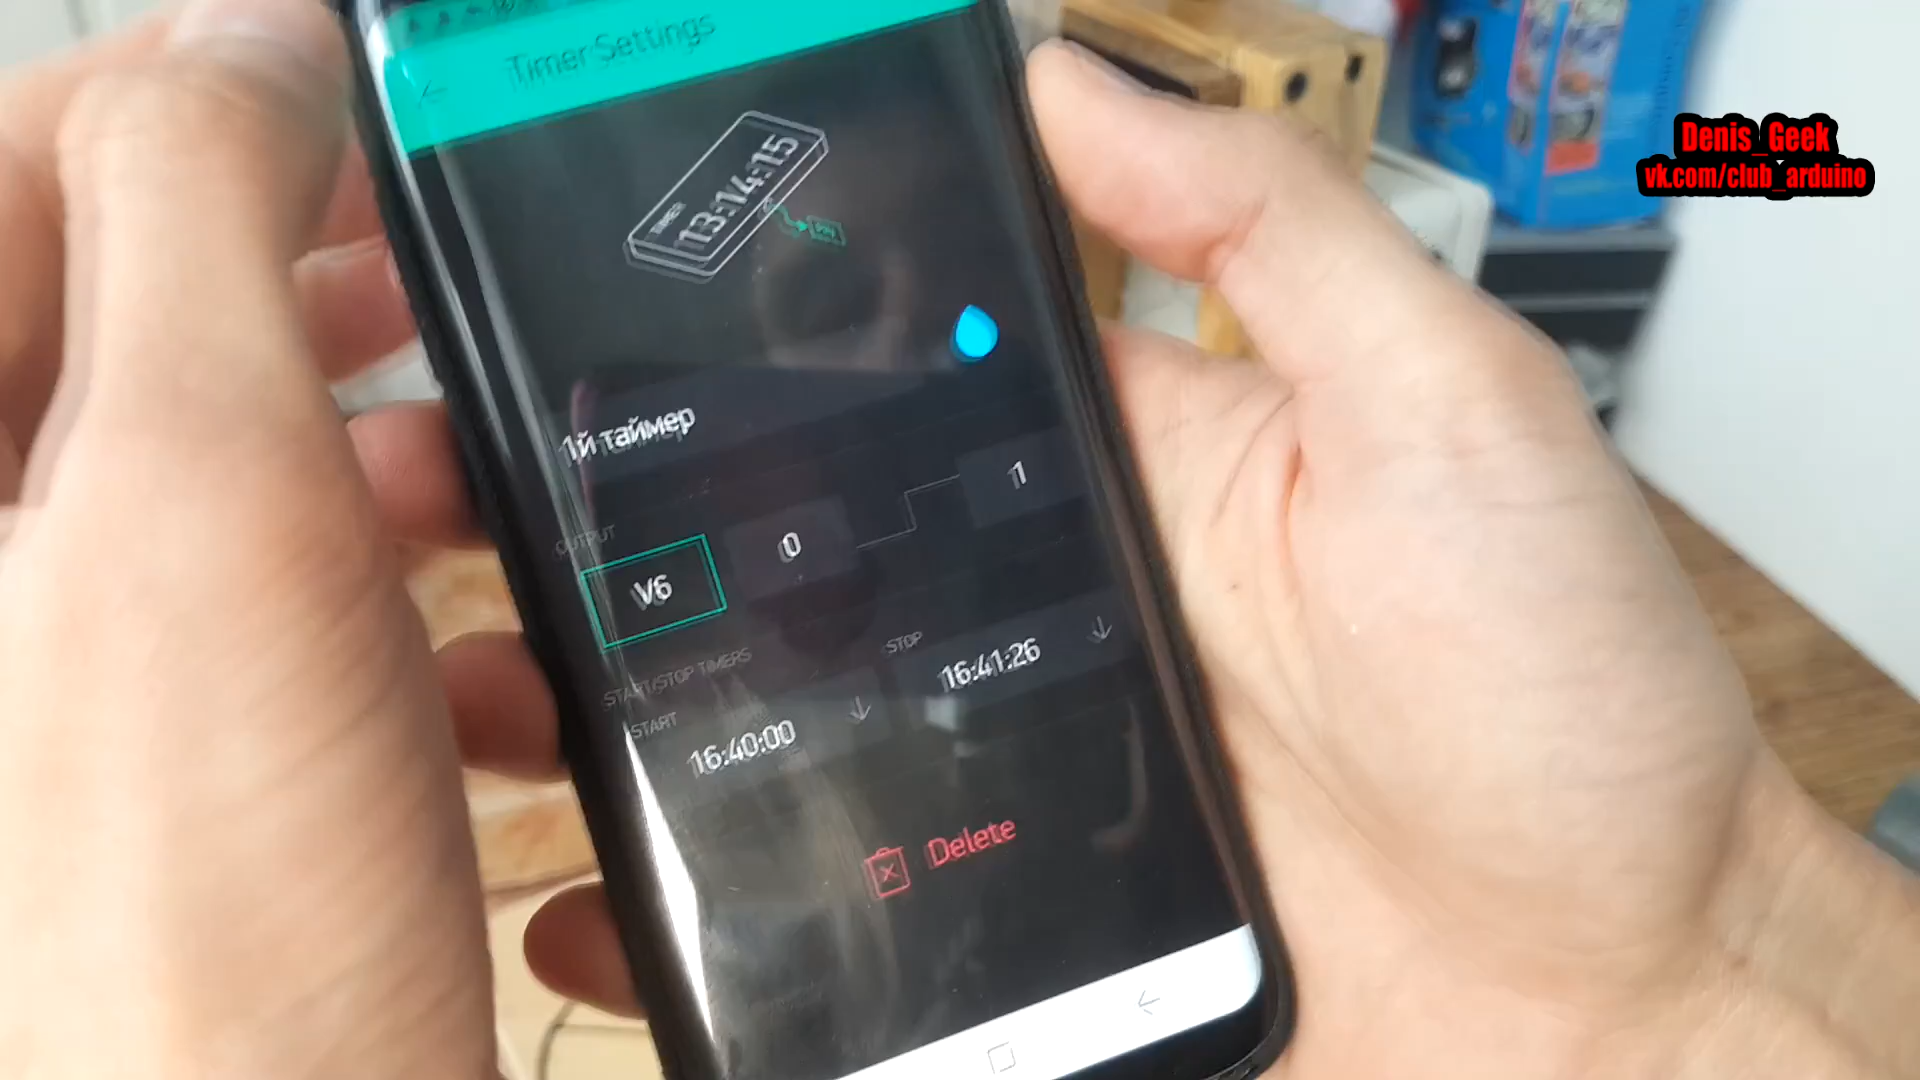 Timer Settings
TIMER
13:14:15
Denis_Geek
vk.com/club_arduino
1й таймер
OUTPUT
V6
0
1
START/STOP TIMERS
START
STOP
16:40:00
16:41:26
Delete